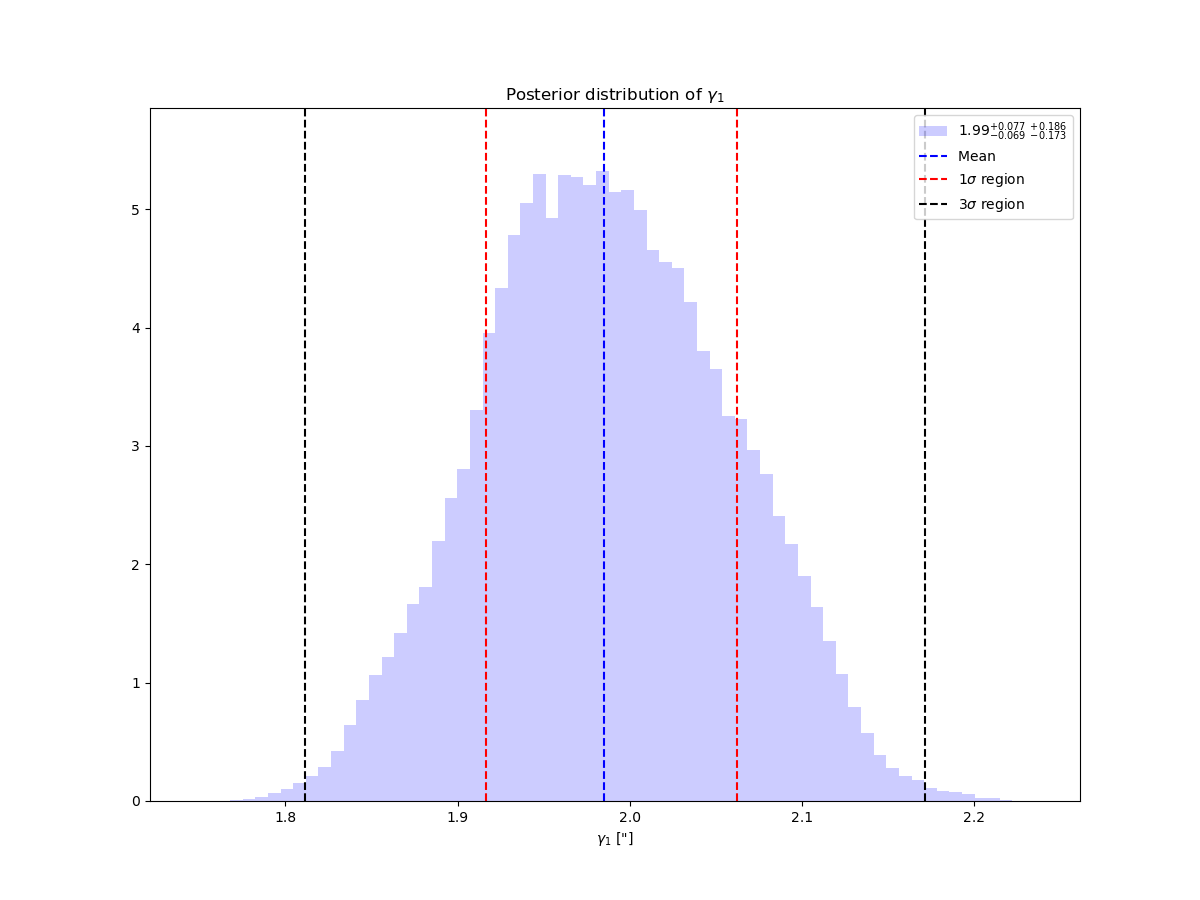 Posterior distribution of γ₁
1.99⁺⁰·⁰⁷⁷₋₀.₀₆₉ ⁺⁰·¹⁸⁶₋₀.₁₇₃
Mean
1σ region
3σ region
5
4
3
2
1
0
1.8 1.9 2.0 2.1 2.2
γ₁ ["]